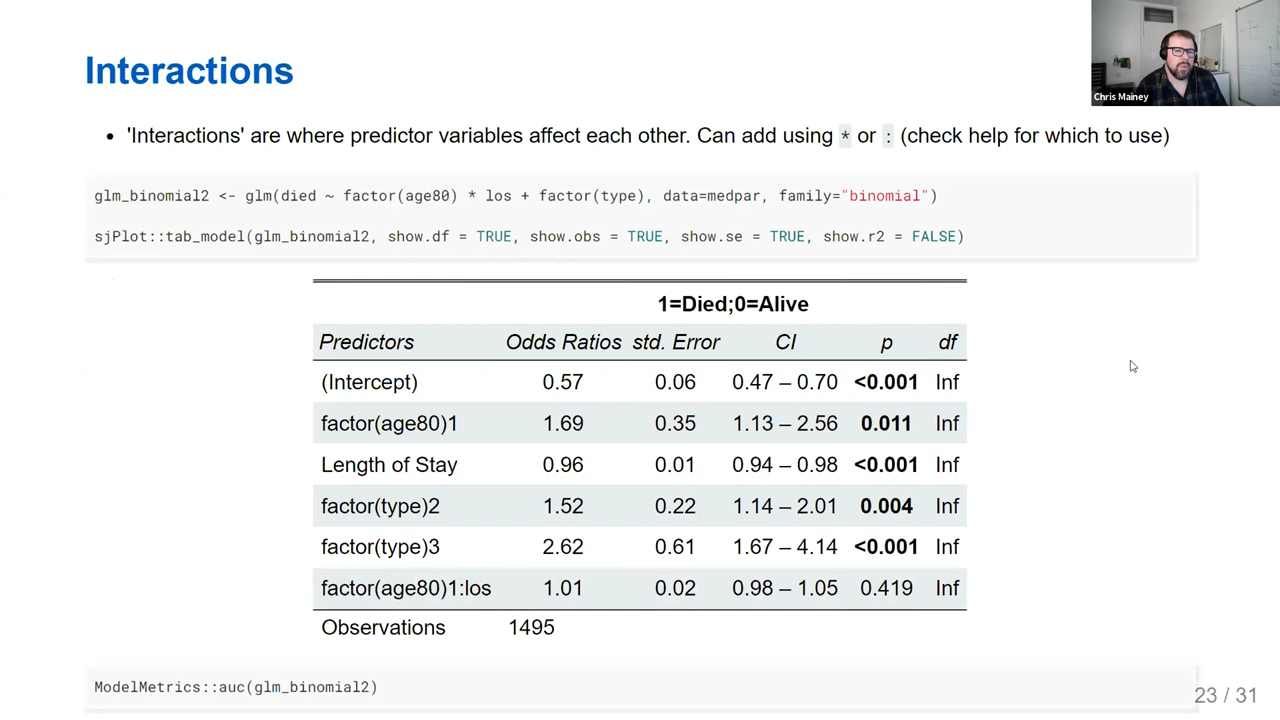 Interactions
Chris Mainey
• 'Interactions' are where predictor variables affect each other. Can add using * or : (check help for which to use)
glm_binomial2 <- glm(died ~ factor(age80) * los + factor(type), data=medpar, family="binomial")
sjPlot::tab_model(glm_binomial2, show.df = TRUE, show.obs = TRUE, show.se = TRUE, show.r2 = FALSE)
1=Died;0=Alive
Predictors Odds Ratios std. Error CI p df
(Intercept) 0.57 0.06 0.47 – 0.70 <0.001 Inf
factor(age80)1 1.69 0.35 1.13 – 2.56 0.011 Inf
Length of Stay 0.96 0.01 0.94 – 0.98 <0.001 Inf
factor(type)2 1.52 0.22 1.14 – 2.01 0.004 Inf
factor(type)3 2.62 0.61 1.67 – 4.14 <0.001 Inf
factor(age80)1:los 1.01 0.02 0.98 – 1.05 0.419 Inf
Observations 1495
ModelMetrics::auc(glm_binomial2)
23 / 31